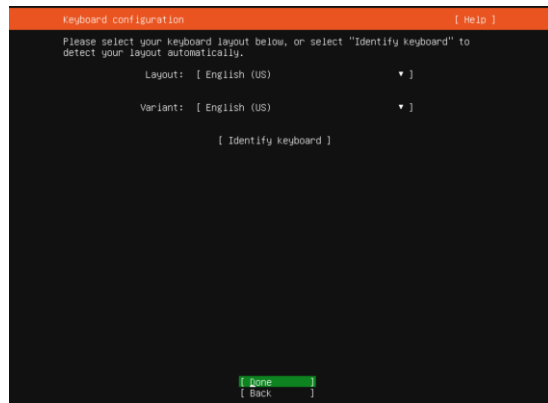 Keyboard configuration [ Help ]
Please select your keyboard layout below, or select "Identify keyboard" to
detect your layout automatically.
Layout: [ English (US) ▾ ]
Variant: [ English (US) ▾ ]
[ Identify keyboard ]
[ Done ]
[ Back ]